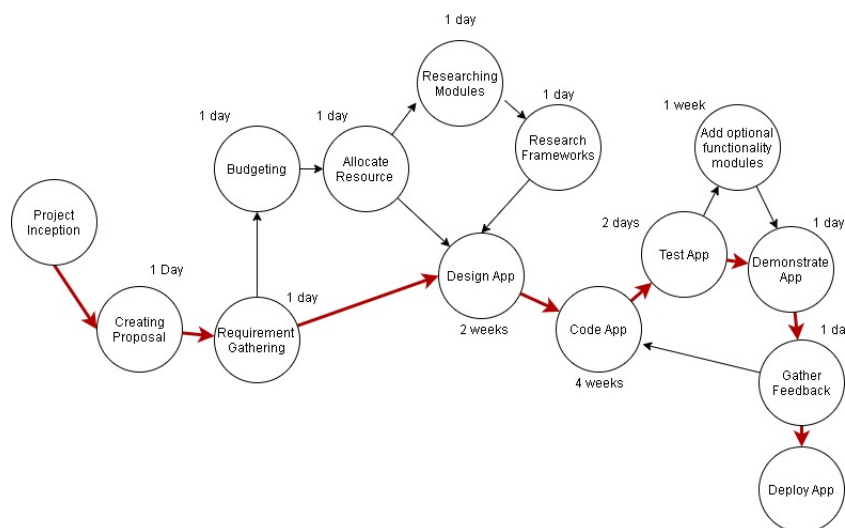 1 day
Researching
Modules
1 day
Research
Frameworks
1 day
Budgeting
1 day
Allocate
Resource
1 week
Add optional
functionality
modules
Project
Inception
1 Day
Creating
Proposal
1 day
Requirement
Gathering
Design App
2 weeks
Code App
4 weeks
2 days
Test App
1 day
Demonstrate
App
1 da
Gather
Feedback
Deploy App